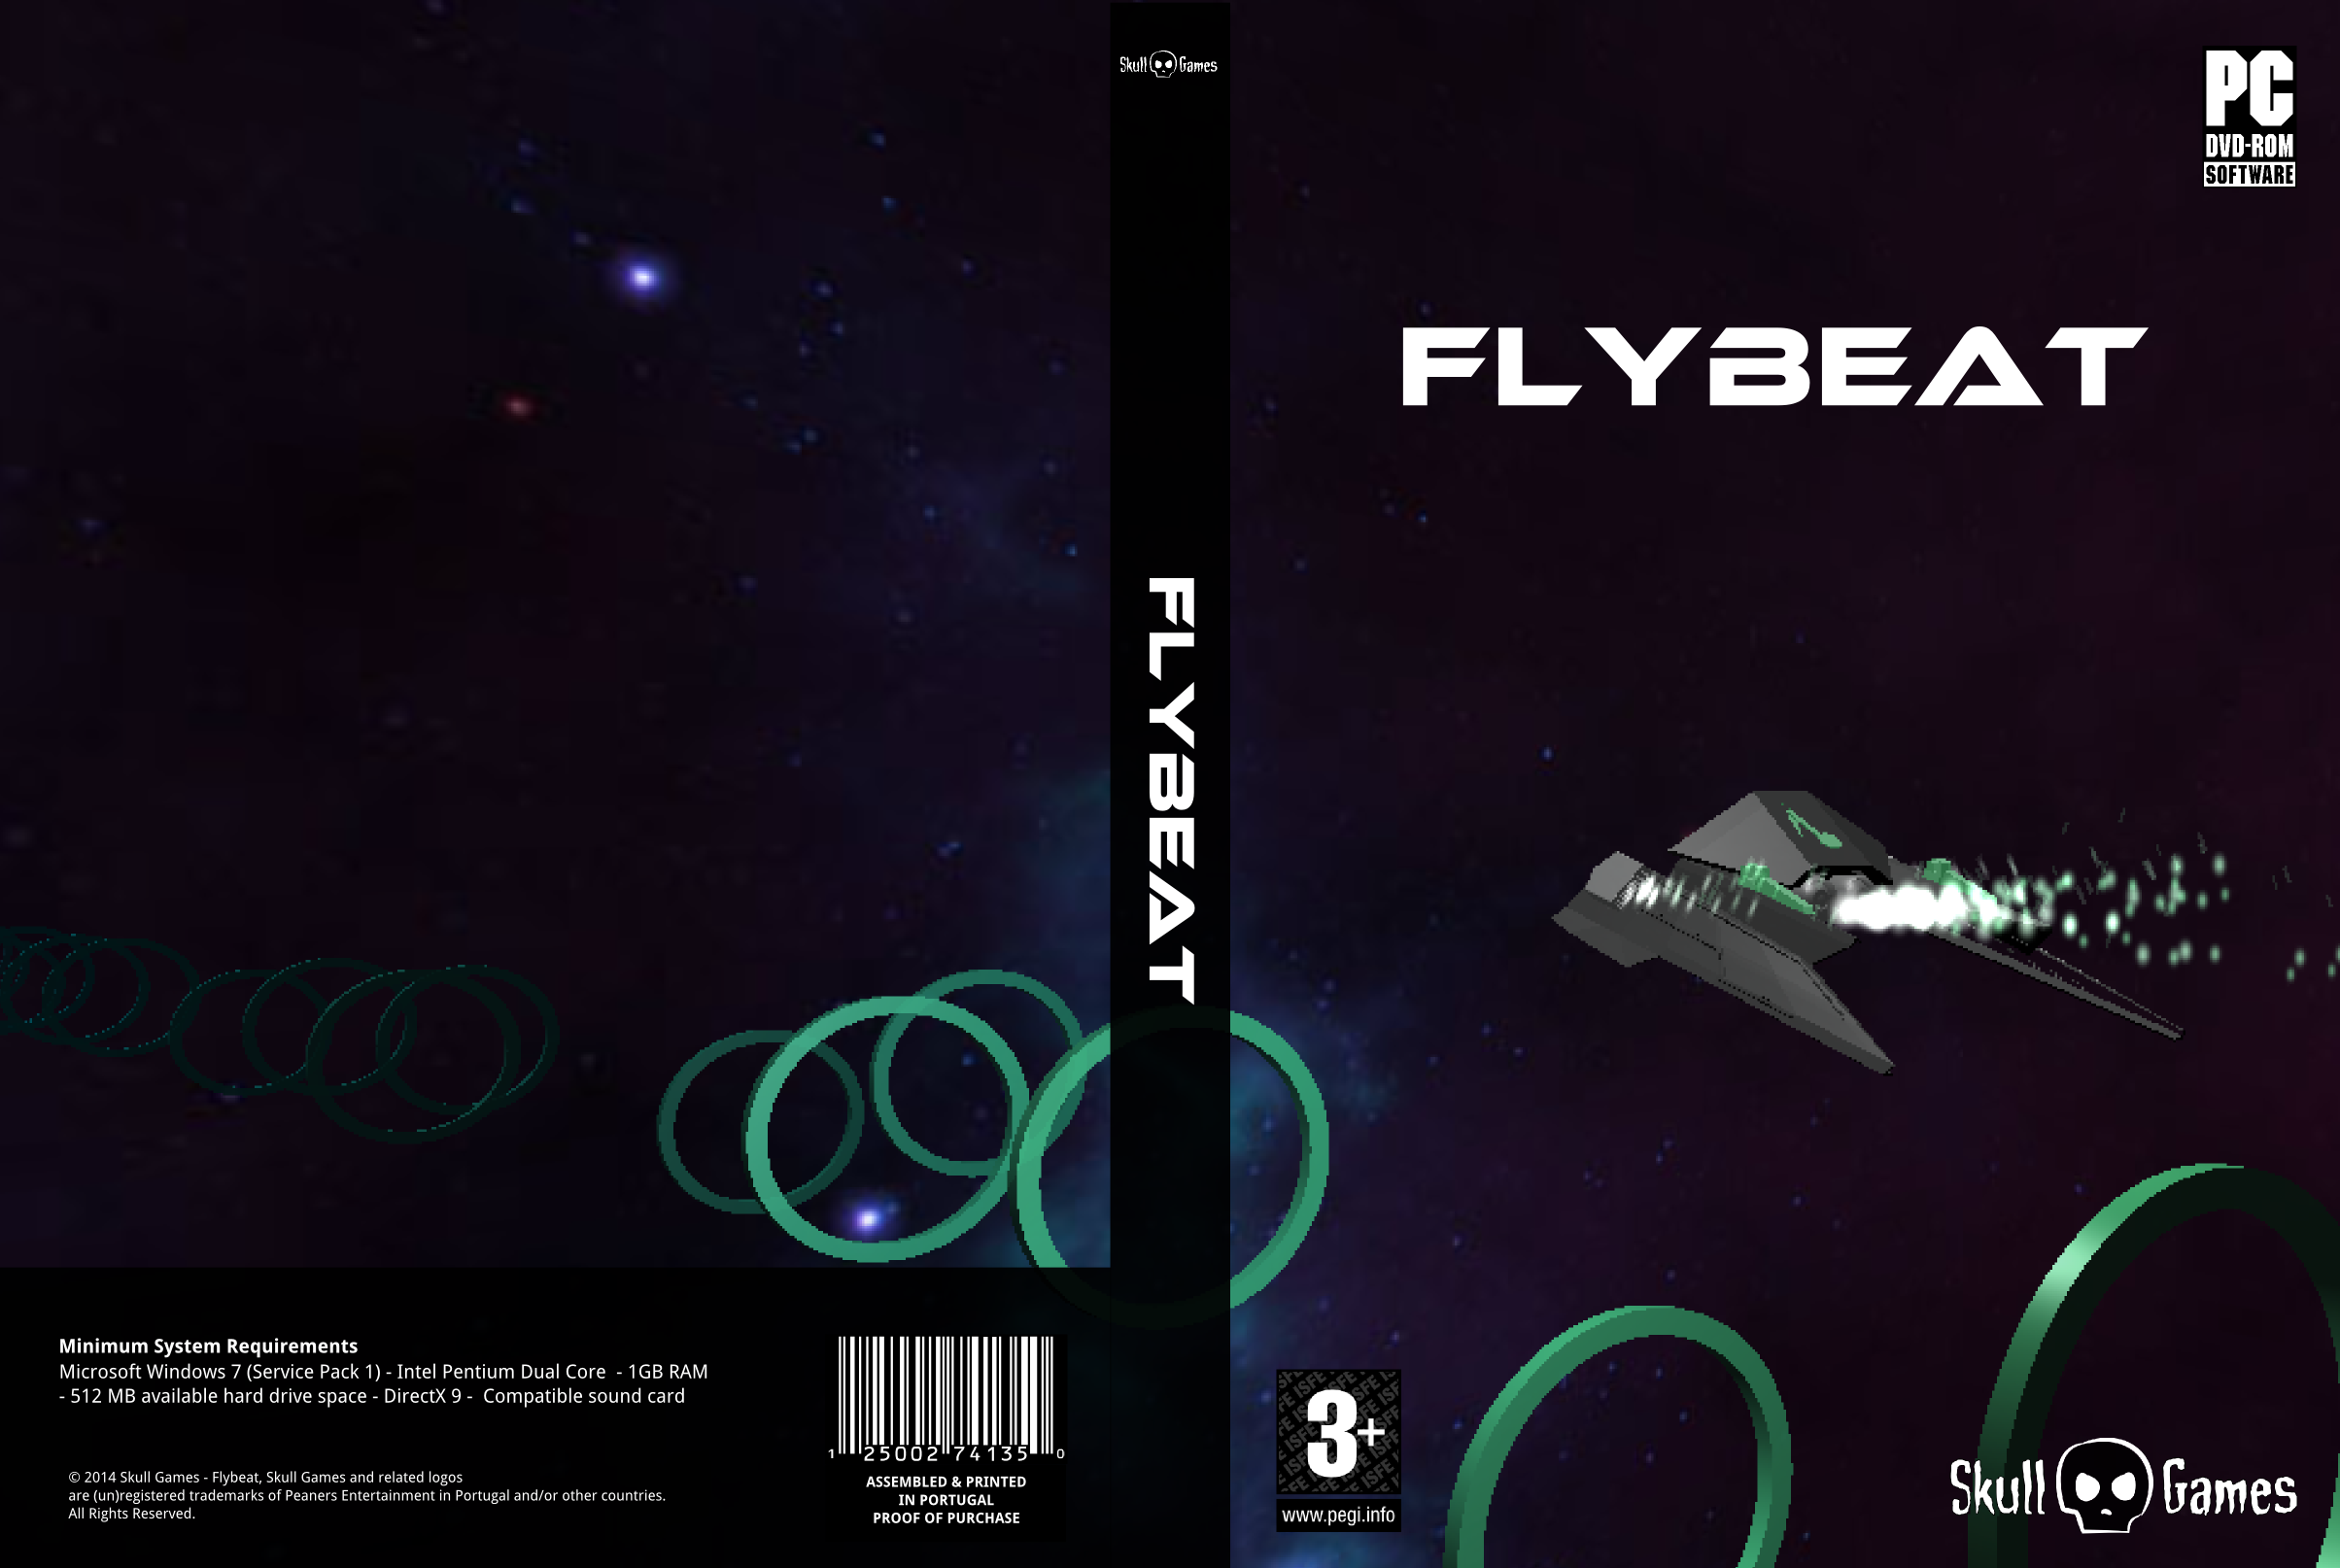 Skull Games
FLYBEAT
PC
DVD-ROM
SOFTWARE
FLYBEAT
Minimum System Requirements
Microsoft Windows 7 (Service Pack 1) - Intel Pentium Dual Core  - 1GB RAM
- 512 MB available hard drive space - DirectX 9 -  Compatible sound card
© 2014 Skull Games - Flybeat, Skull Games and related logos
are (un)registered trademarks of Peaners Entertainment in Portugal and/or other countries.
All Rights Reserved.
1 25002 74135 0
ASSEMBLED & PRINTED
IN PORTUGAL
PROOF OF PURCHASE
ISFE ISFE ISFE
3+
www.pegi.info
Skull Games